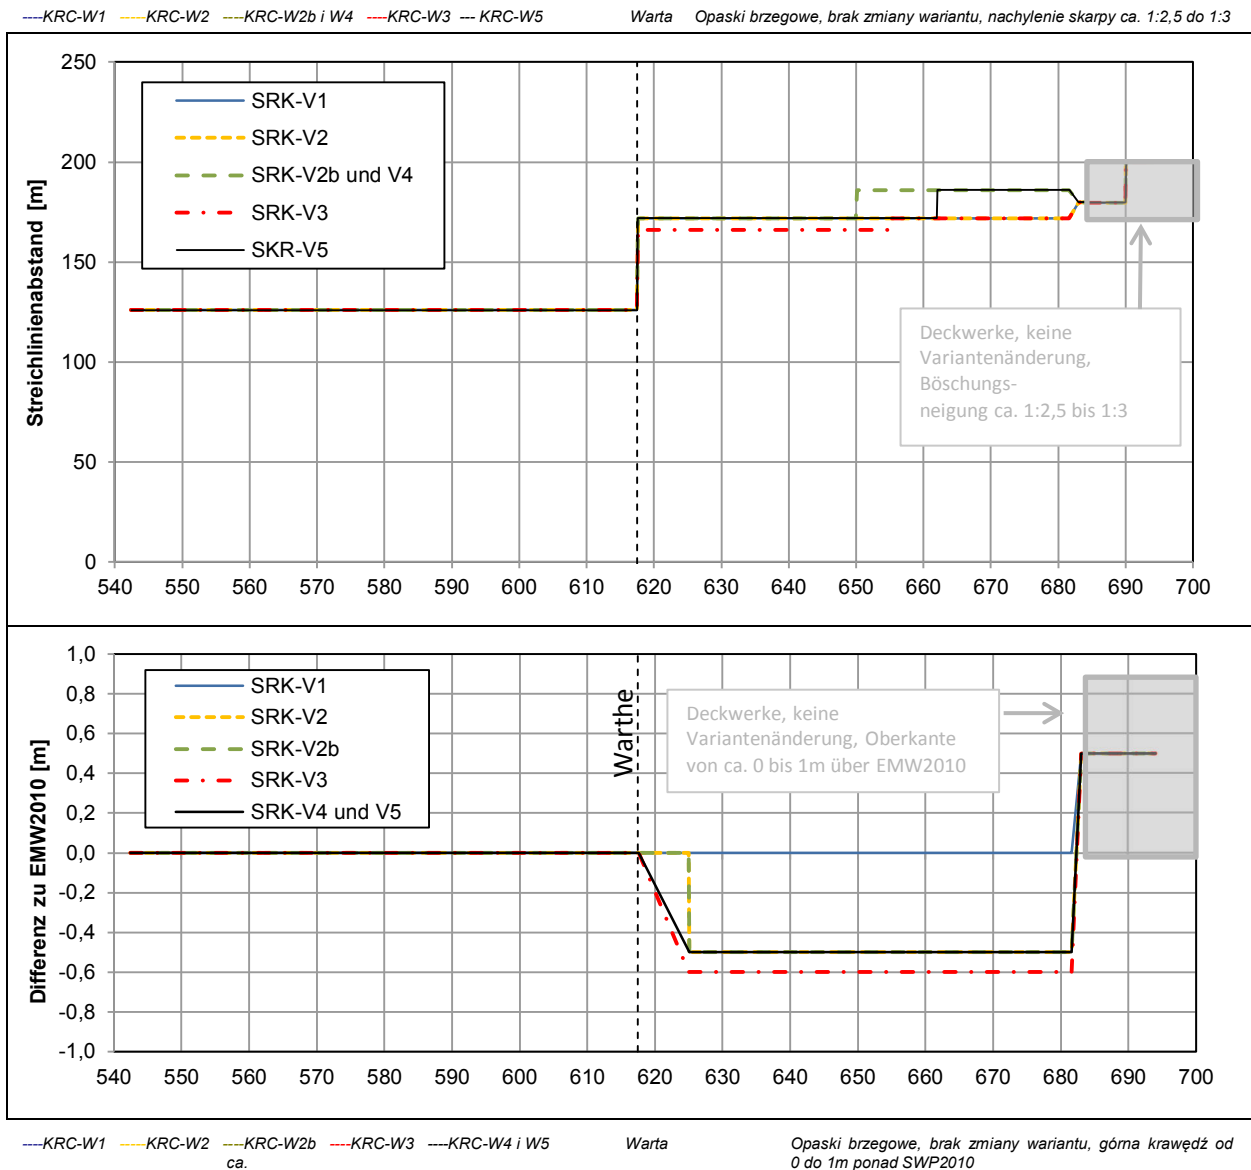 ----KRC-W1 ----KRC-W2 ----KRC-W2b i W4 ----KRC-W3 --- KRC-W5 Warta Opaski brzegowe, brak zmiany wariantu, nachylenie skarpy ca. 1:2,5 do 1:3
Streichlinienabstand [m]
250
200
150
100
50
0
SRK-V1
SRK-V2
SRK-V2b und V4
SRK-V3
SKR-V5
Deckwerke, keine
Variantenänderung,
Böschungs-
neigung ca. 1:2,5 bis 1:3
540 550 560 570 580 590 600 610 620 630 640 650 660 670 680 690 700
Differenz zu EMW2010 [m]
1,0
0,8
0,6
0,4
0,2
0,0
-0,2
-0,4
-0,6
-0,8
-1,0
SRK-V1
SRK-V2
SRK-V2b
SRK-V3
SRK-V4 und V5
Warthe
Deckwerke, keine
Variantenänderung, Oberkante
von ca. 0 bis 1m über EMW2010
540 550 560 570 580 590 600 610 620 630 640 650 660 670 680 690 700
----KRC-W1 ----KRC-W2 ----KRC-W2b ----KRC-W3 ----KRC-W4 i W5 Warta Opaski brzegowe, brak zmiany wariantu, górna krawędź od
ca. 0 do 1m ponad SWP2010